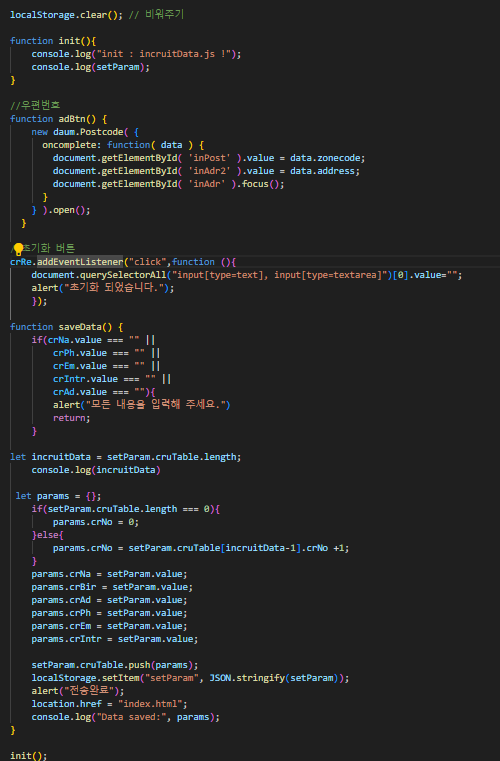 localStorage.clear(); // 비워주기
function init(){
console.log("init : incruitData.js !");
console.log(setParam);
}
//우편번호
function adBtn() {
new daum.Postcode( {
oncomplete: function( data ) {
document.getElementById( 'inPost' ).value = data.zonecode;
document.getElementById( 'inAdr2' ).value = data.address;
document.getElementById( 'inAdr' ).focus();
}
} ).open();
}
/ 초기화 버튼
crRe.addEventListener("click",function (){
document.querySelectorAll("input[type=text], input[type=textarea]")[0].value="";
alert("초기화 되었습니다.");
});
function saveData() {
if(crNa.value === "" ||
crPh.value === "" ||
crEm.value === "" ||
crIntr.value === "" ||
crAd.value === ""){
alert("모든 내용을 입력해 주세요.")
return;
}
let incruitData = setParam.cruTable.length;
console.log(incruitData)
let params = {};
if(setParam.cruTable.length === 0){
params.crNo = 0;
}else{
params.crNo = setParam.cruTable[incruitData-1].crNo +1;
}
params.crNa = setParam.value;
params.crBir = setParam.value;
params.crAd = setParam.value;
params.crPh = setParam.value;
params.crEm = setParam.value;
params.crIntr = setParam.value;
setParam.cruTable.push(params);
localStorage.setItem("setParam", JSON.stringify(setParam));
alert("전송완료");
location.href = "index.html";
console.log("Data saved:", params);
}
init();